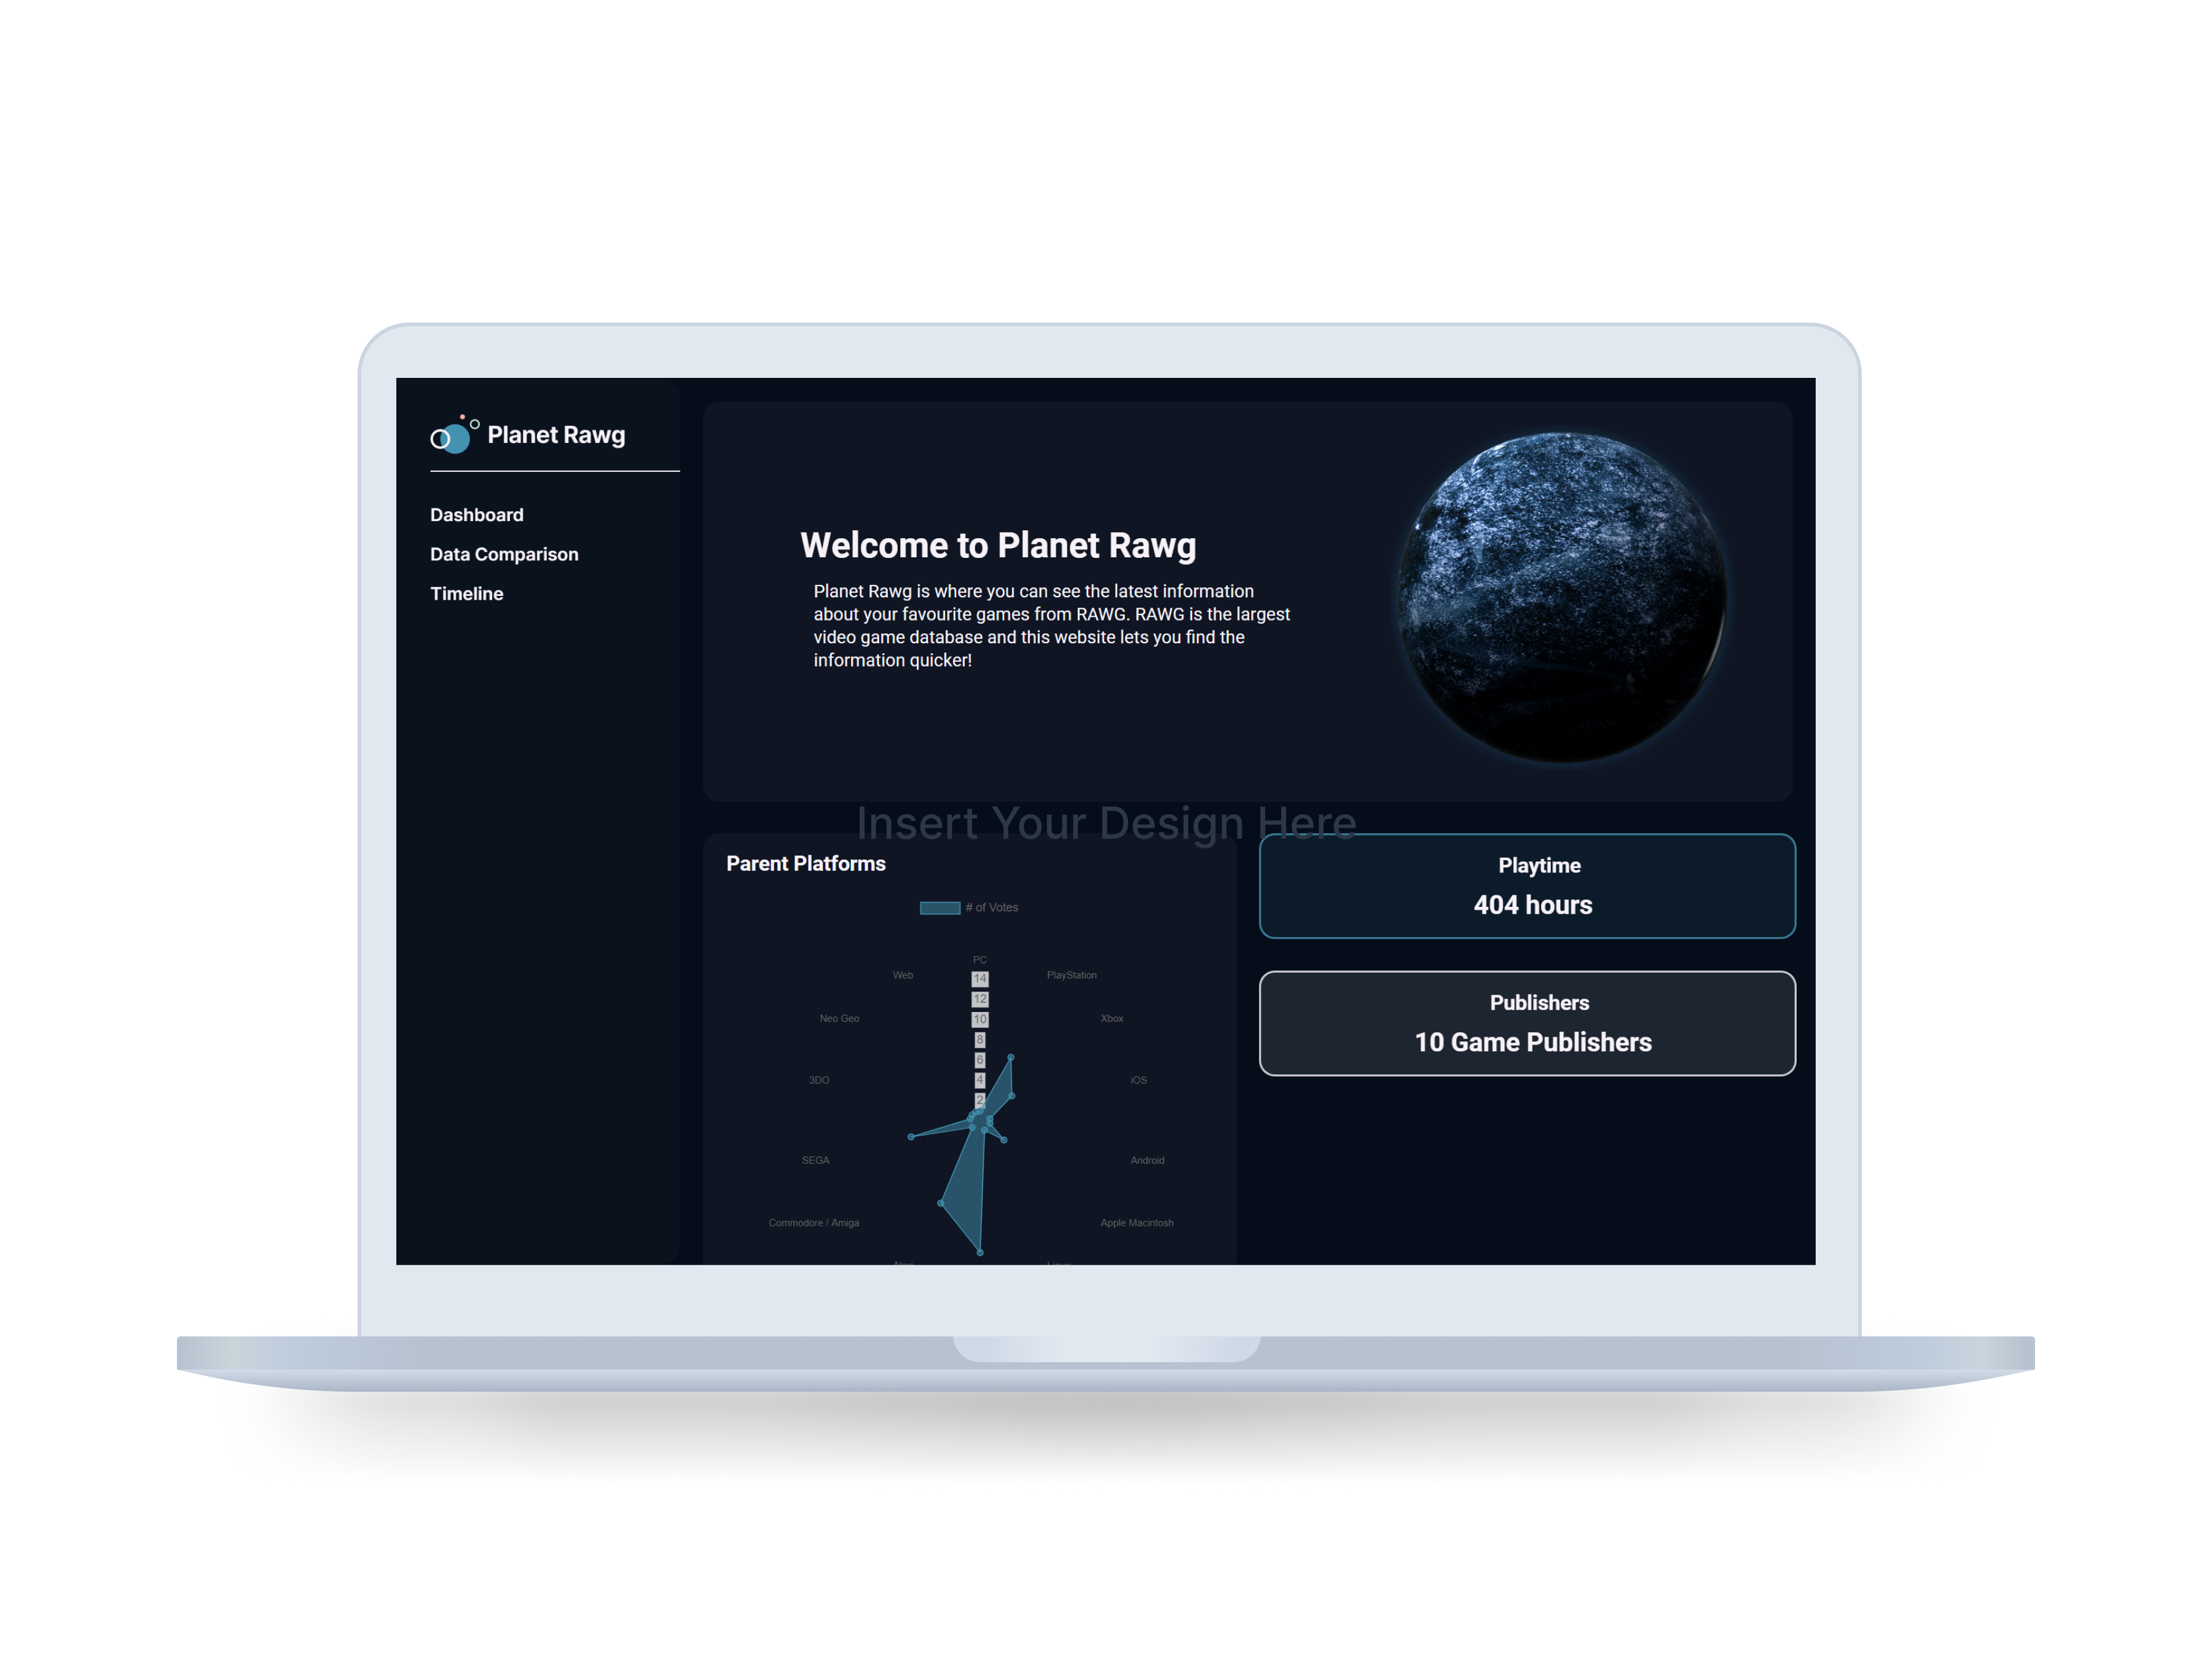 Planet Rawg
Dashboard
Data Comparison
Timeline
Welcome to Planet Rawg
Planet Rawg is where you can see the latest information
about your favourite games from RAWG. RAWG is the largest
video game database and this website lets you find the
information quicker!
Insert Your Design Here
Parent Platforms
# of Votes
PC
Web
PlayStation
14
12
10
Neo Geo
Xbox
8
6
4
3DO
iOS
2
SEGA
Android
Commodore / Amiga
Apple Macintosh
Playtime
404 hours
Publishers
10 Game Publishers